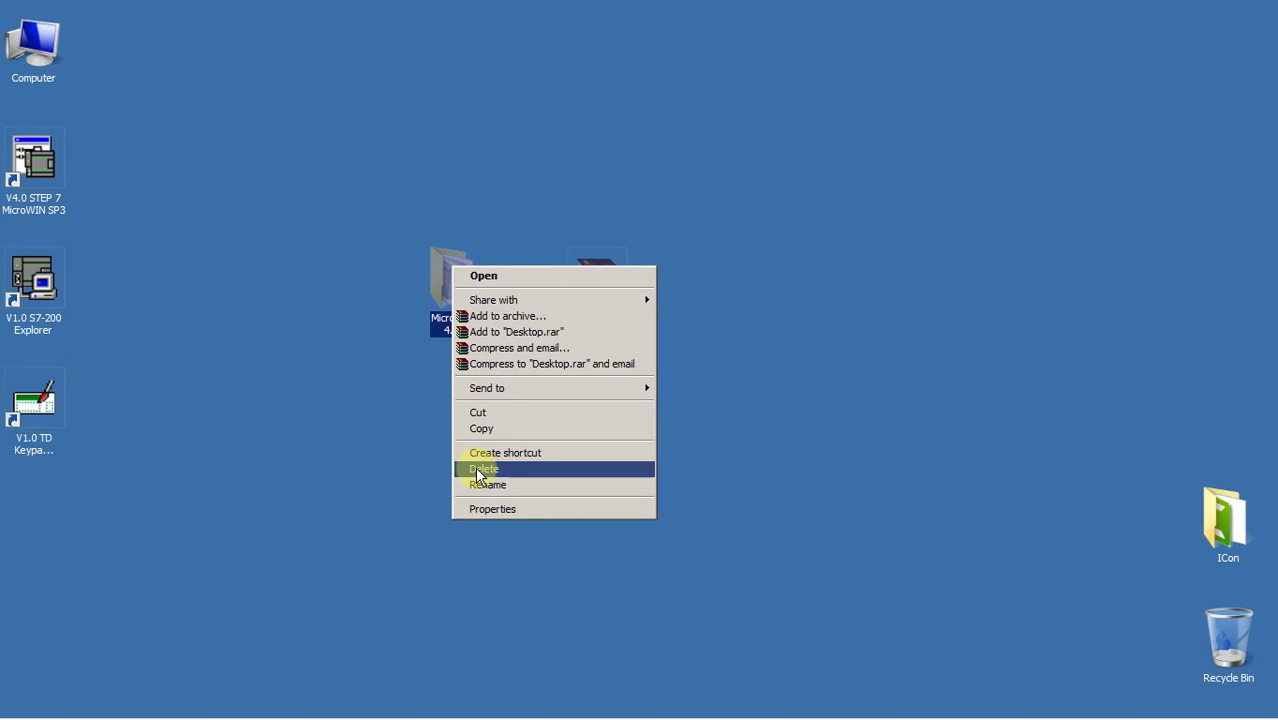 Computer
V4.0 STEP 7
MicroWIN SP3
V1.0 S7-200
Explorer
V1.0 TD
Keypa...
Open
Share with
Add to archive...
Add to "Desktop.rar"
Compress and email...
Compress to "Desktop.rar" and email
Send to
Cut
Copy
Create shortcut
Delete
Rename
Properties
ICon
Recycle Bin